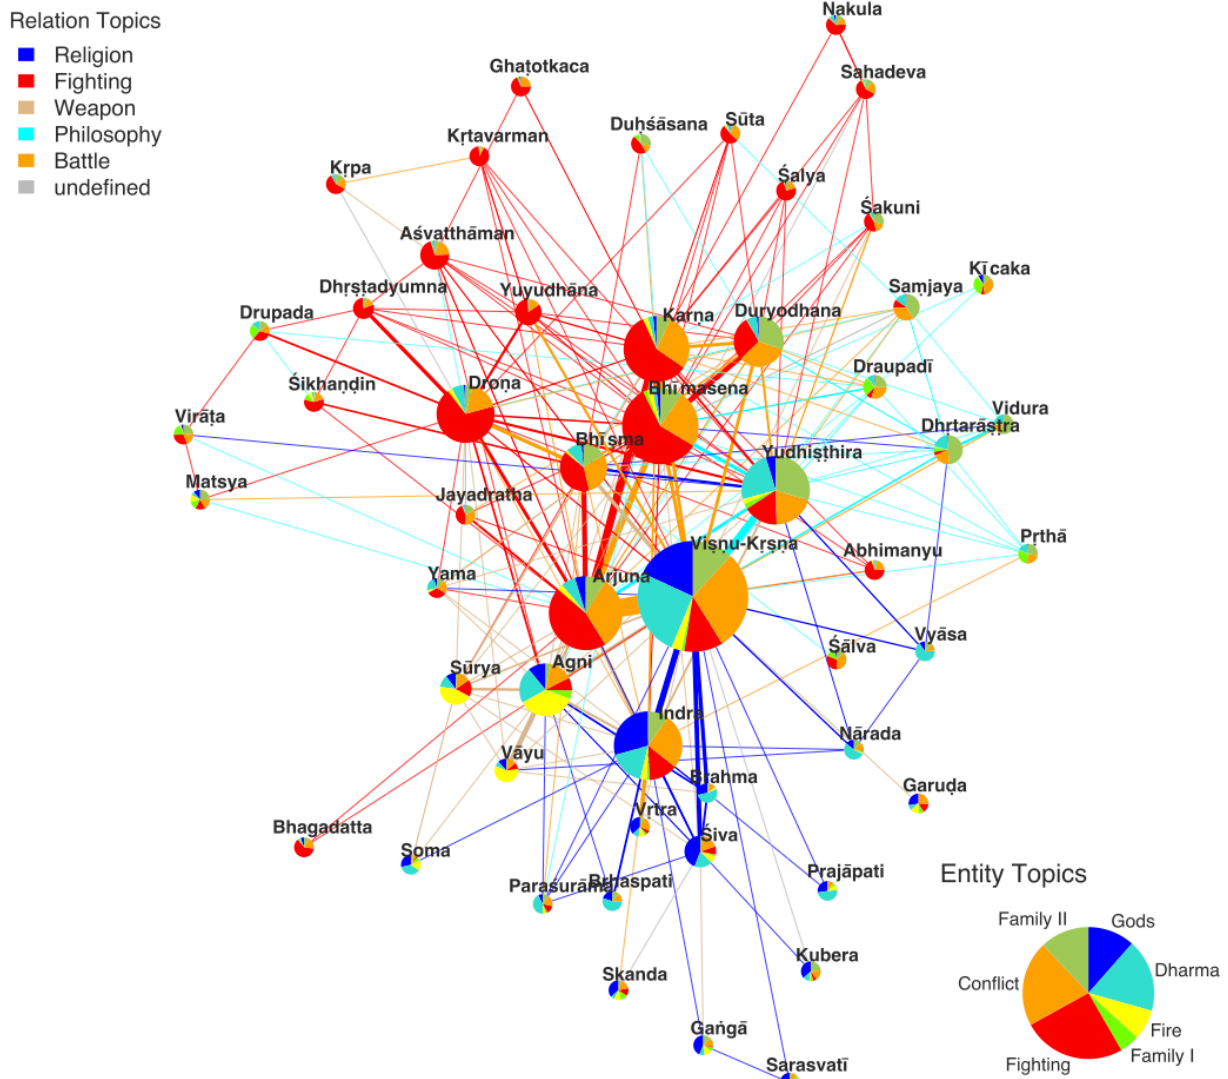 Relation Topics
Religion
Fighting
Weapon
Philosophy
Battle
undefined
Nakula
Sahadeva
Ghaṭotkaca
Duḥśāsana
Sūta
Kṛtavarman
Kṛpa
Śalya
Śakuni
Aśvatthāman
Kīcaka
Saṃjaya
Dhṛṣṭadyumna
Yuyudhāna
Drupada
Karṇa
Duryodhana
Draupadī
Śikhaṇḍin
Droṇa
Bhīmasena
Virāṭa
Vidura
Dhrtarāṣṭra
Bhīsma
Yudhiṣṭhira
Matsya
Jayadratha
Viṣṇu-Kṛṣṇa
Abhimanyu
Pṛthā
Yama
Arjuna
Vyāsa
Śālva
Sūrya
Agni
Indra
Nārada
Vāyu
Brahma
Garuḍa
Vṛtra
Bhagadatta
Śiva
Soma
Prajāpati
Paraśurāma
Bṛhaspati
Kubera
Skanda
Gaṅgā
Sarasvatī
Entity Topics
Family II
Gods
Conflict
Dharma
Fire
Family I
Fighting